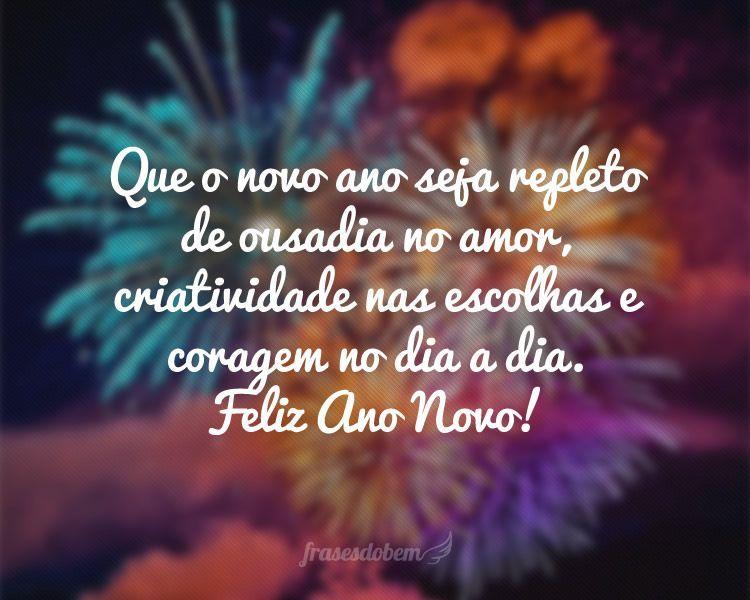 Que o novo ano seja repleto
de ousadia no amor,
criatividade nas escolhas e
coragem no dia a dia.
Feliz Ano Novo!
frasesdobem